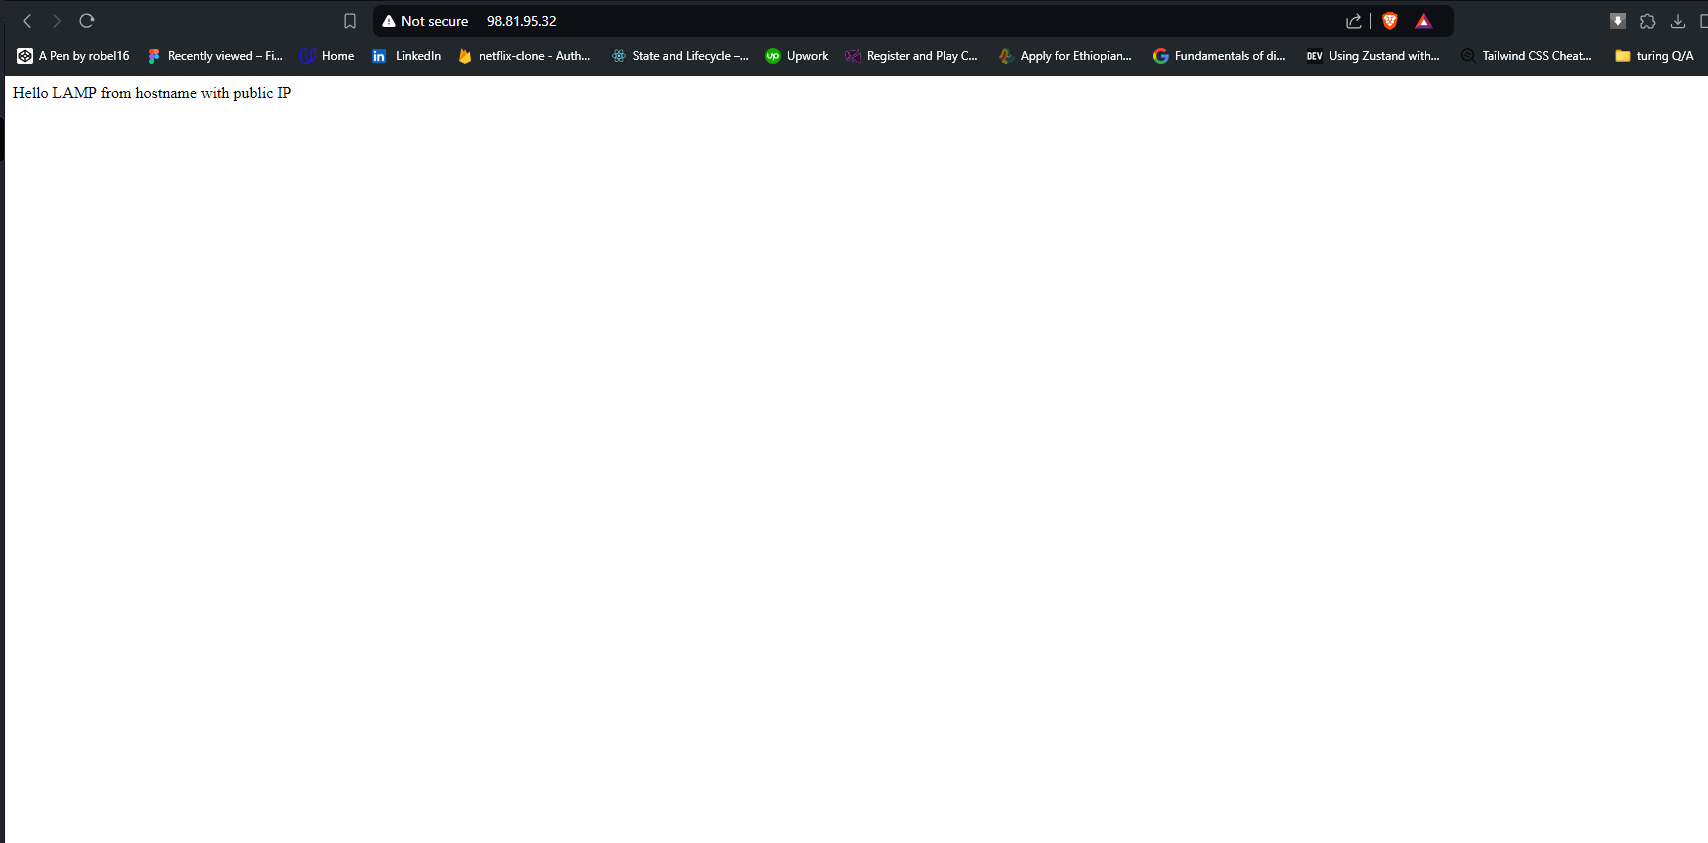 Not secure 98.81.95.32
A Pen by robel16 Recently viewed – Fi... Home in LinkedIn netflix-clone - Auth... State and Lifecycle –... up Upwork Register and Play C... Apply for Ethiopian... Fundamentals of di... DEV Using Zustand with... Tailwind CSS Cheat... turing Q/A
Hello LAMP from hostname with public IP